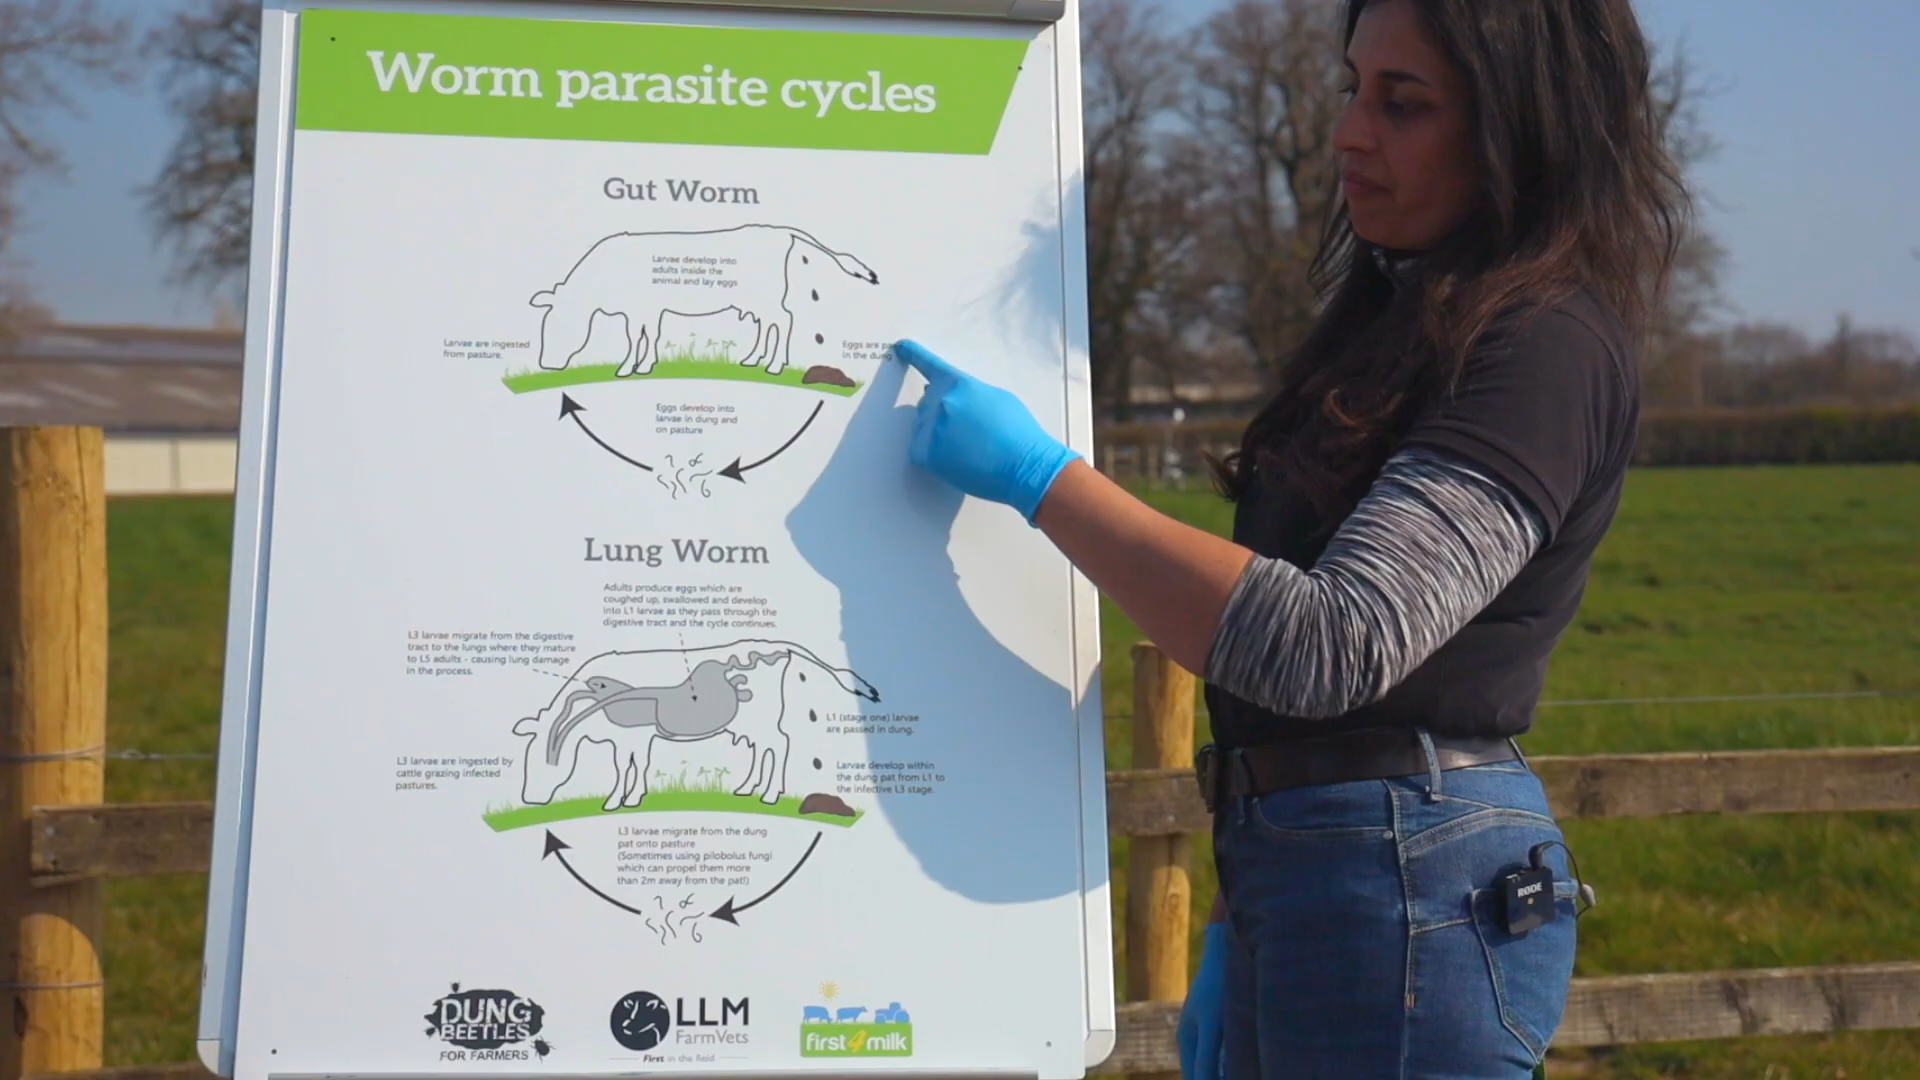 Worm parasite cycles
Gut Worm
Larvae develop into
adults inside the
animal and lay eggs
Larvae are ingested
from pasture.
Eggs are
in the dung
Eggs develop into
larvae in dung and
on pasture
Lung Worm
Adults produce eggs which are
coughed up, swallowed and develop
into L1 larvae as they pass through the
digestive tract and the cycle continues.
L3 larvae migrate from the digestive
tract to the lungs where they mature
to L5 adults - causing lung damage
in the process.
L1 (stage one) larvae
are passed in dung.
L3 larvae are ingested by
cattle grazing infected
pastures.
Larvae develop within
the dung pat from L1 to
the infective L3 stage.
L3 larvae migrate from the dung
pat onto pasture
(Sometimes using pilobolus fungi
which can propel them more
than 2m away from the pat!)
DUNG
BEETLES
FOR FARMERS
LLM
FarmVets
First in the field
first4milk
RØDE